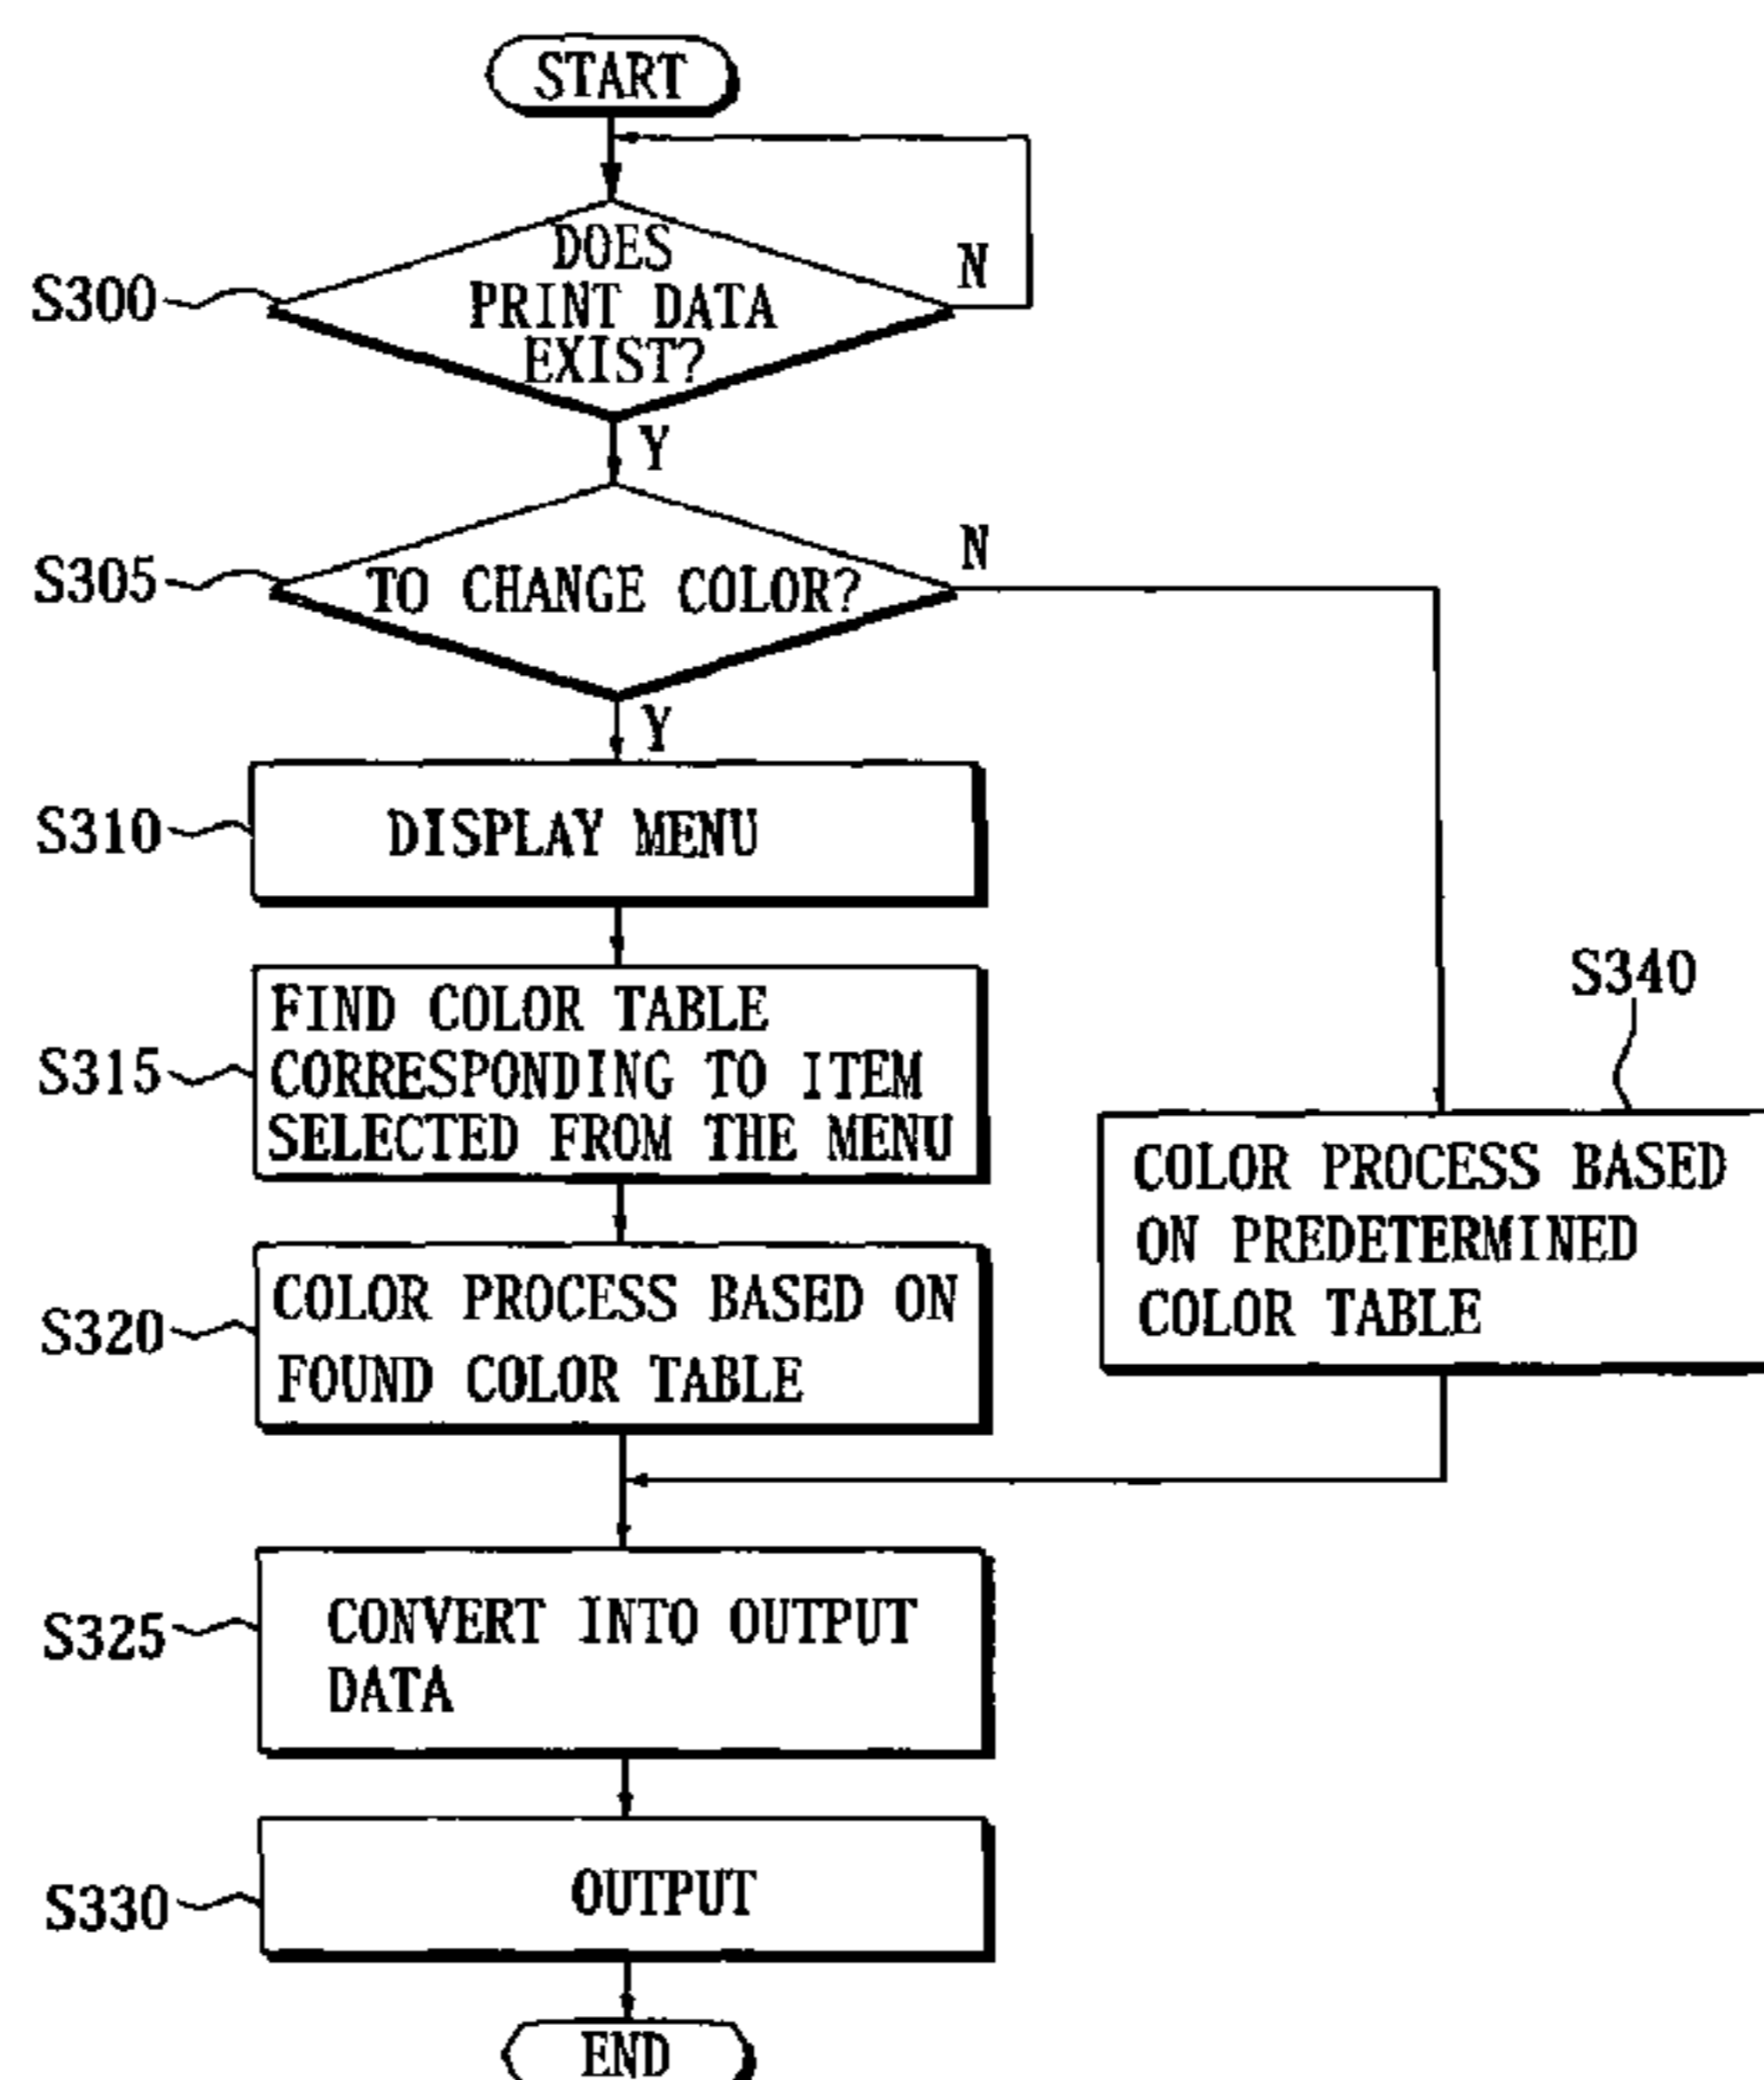 START
DOES
PRINT DATA
EXIST?
N
S300
Y
TO CHANGE COLOR?
N
S305
Y
DISPLAY MENU
S310
FIND COLOR TABLE
CORRESPONDING TO ITEM
SELECTED FROM THE MENU
S315
S340
COLOR PROCESS BASED
ON PREDETERMINED
COLOR TABLE
COLOR PROCESS BASED ON
FOUND COLOR TABLE
S320
CONVERT INTO OUTPUT
DATA
S325
OUTPUT
S330
END